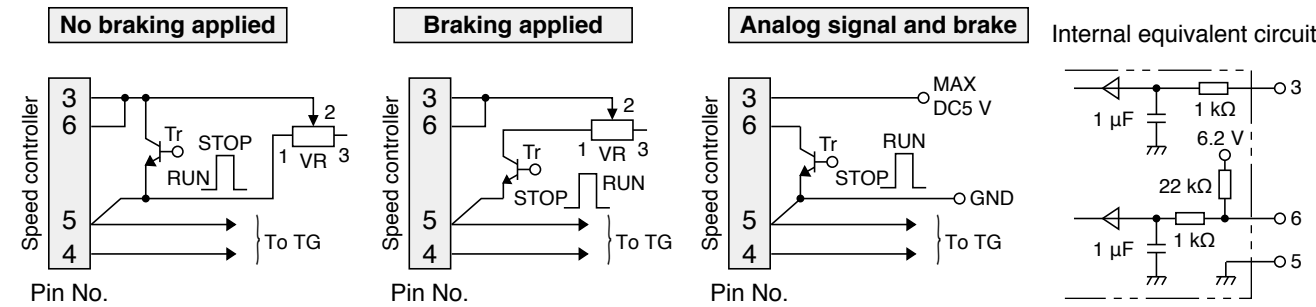 No braking applied
Speed controller
3
6
5
4
Tr
STOP
RUN
2
1 VR 3
To TG
Pin No.
Braking applied
Speed controller
3
6
5
4
Tr
2
1 VR 3
STOP RUN
To TG
Pin No.
Analog signal and brake
Speed controller
3
6
5
4
MAX
DC5 V
Tr
RUN
STOP
GND
To TG
Pin No.
Internal equivalent circuit
3
1 µF
1 kΩ
6.2 V
22 kΩ
6
1 µF
1 kΩ
5